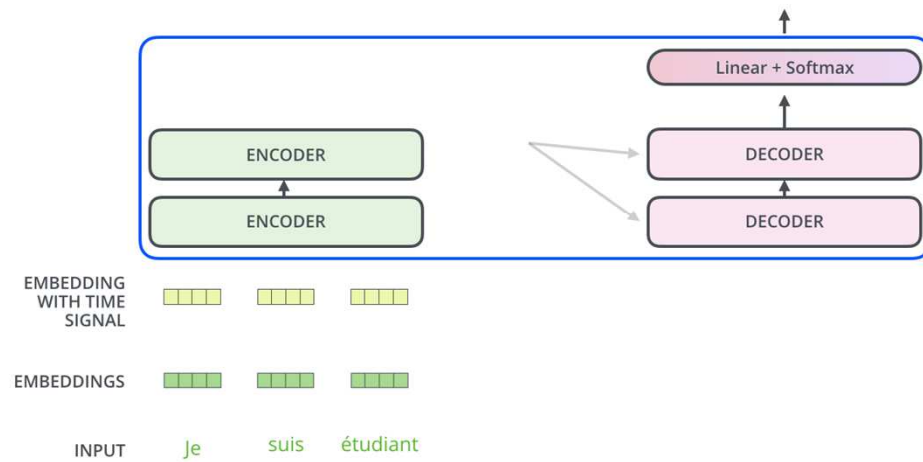 Linear + Softmax
ENCODER
DECODER
ENCODER
DECODER
EMBEDDING
WITH TIME
SIGNAL
EMBEDDINGS
INPUT Je suis étudiant